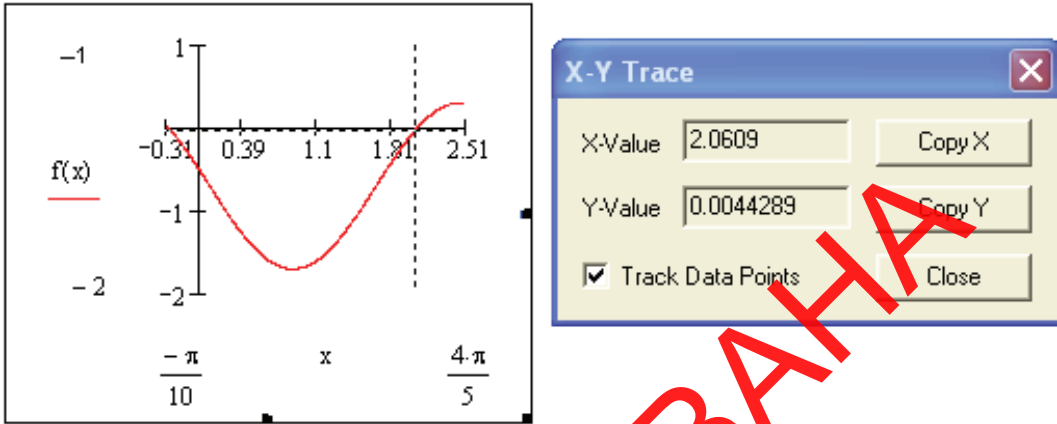 −1
1
−0.31 0.39 1.1 1.81 2.51
f(x)
−1
−2
−2
−π
10
x
4·π
5
X-Y Trace
X-Value 2.0609 Copy X
Y-Value 0.0044289 Copy Y
Track Data Points Close
ВАНА